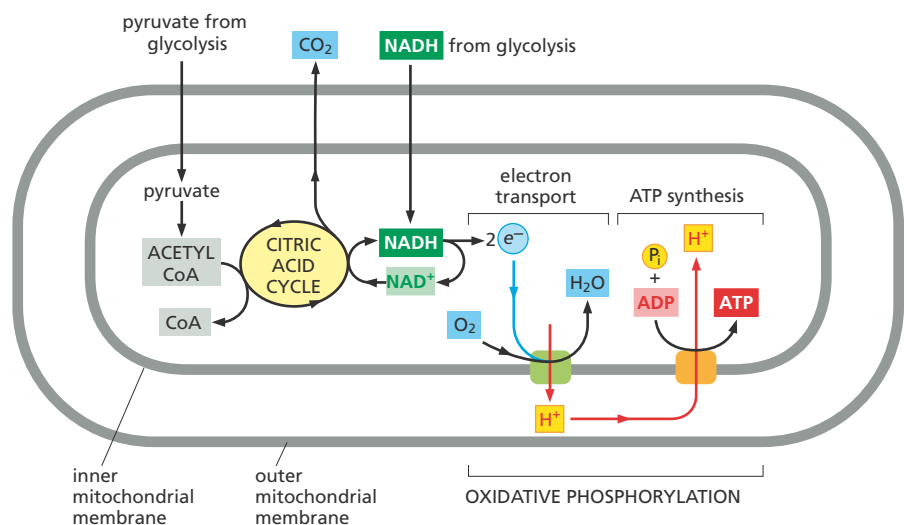 pyruvate from
glycolysis
CO₂
NADH from glycolysis
pyruvate
ACETYL
CoA
CoA
CITRIC
ACID
CYCLE
NADH
NAD⁺
electron
transport
2 e⁻
O₂
H₂O
H⁺
ATP synthesis
H⁺
Pi
+
ADP
ATP
inner
mitochondrial
membrane
outer
mitochondrial
membrane
OXIDATIVE PHOSPHORYLATION